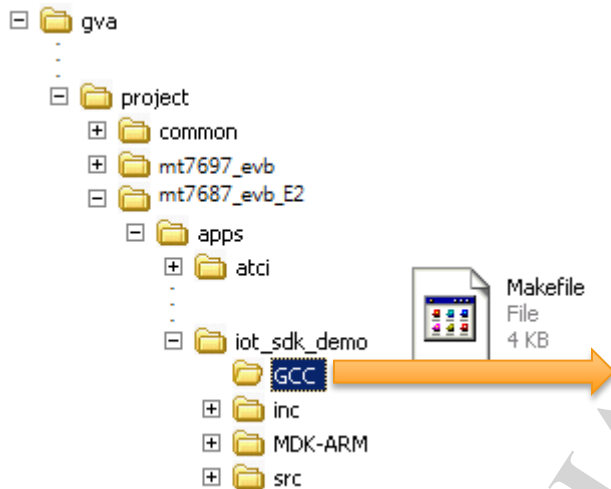 gva
project
common
mt7697_evb
mt7687_evb_E2
apps
atci
Makefile
File
4 KB
iot_sdk_demo
GCC
inc
MDK-ARM
src